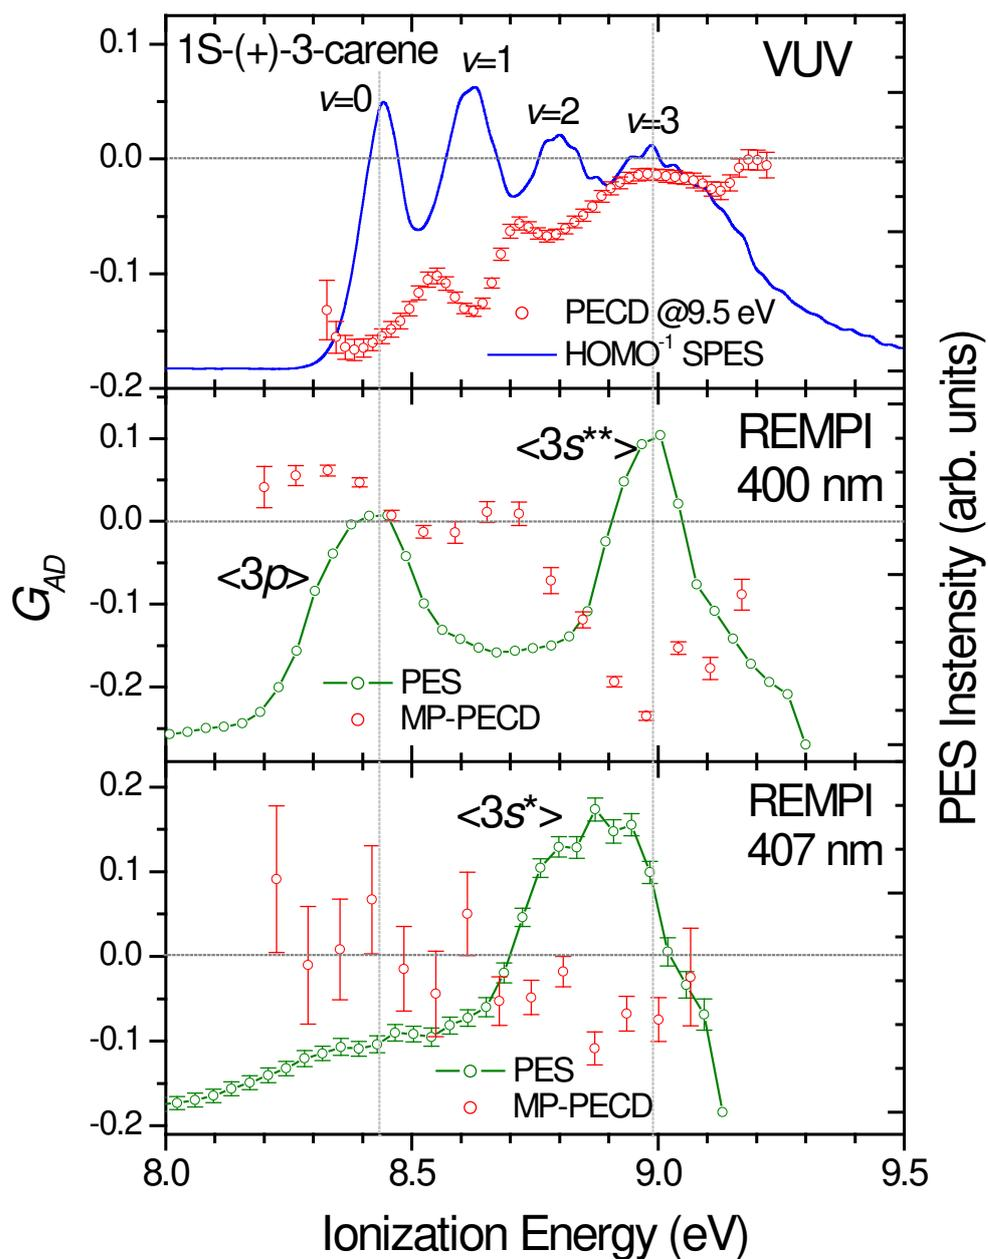 1S-(+)-3-carene
VUV
v=0
v=1
v=2
v=3
0.1
0.0
-0.1
-0.2
PECD @9.5 eV
HOMO-1 SPES
REMPI
400 nm
<3s**>
<3p>
0.1
0.0
-0.1
-0.2
PES
MP-PECD
REMPI
407 nm
<3s*>
0.2
0.1
0.0
-0.1
-0.2
PES
MP-PECD
8.0 8.5 9.0 9.5
Ionization Energy (eV)
GAD
PES Instensity (arb. units)